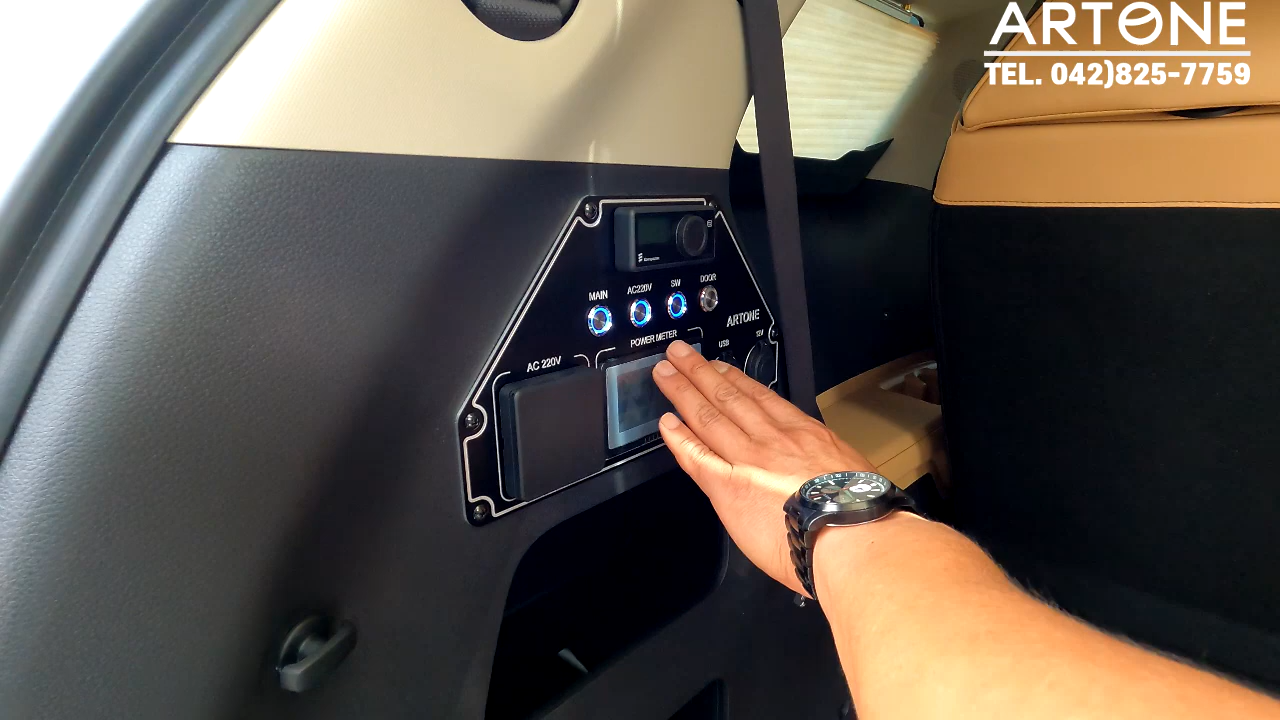 ARTONE
TEL. 042)825-7759
MAIN
AC220V
SW
DOOR
ARTONE
POWER METER
USB
12V
AC 220V